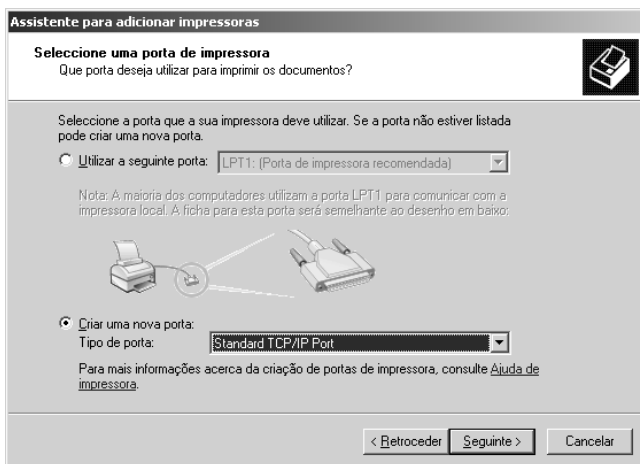 Assistente para adicionar impressoras
Seleccione uma porta de impressora
Que porta deseja utilizar para imprimir os documentos?
Seleccione a porta que a sua impressora deve utilizar. Se a porta não estiver listada
pode criar uma nova porta.
Utilizar a seguinte porta: LPT1: (Porta de impressora recomendada)
Nota: A maioria dos computadores utilizam a porta LPT1 para comunicar com a
impressora local. A ficha para esta porta será semelhante ao desenho em baixo:
Criar uma nova porta:
Tipo de porta: Standard TCP/IP Port
Para mais informações acerca da criação de portas de impressora, consulte Ajuda de
impressora.
< Retroceder Seguinte > Cancelar